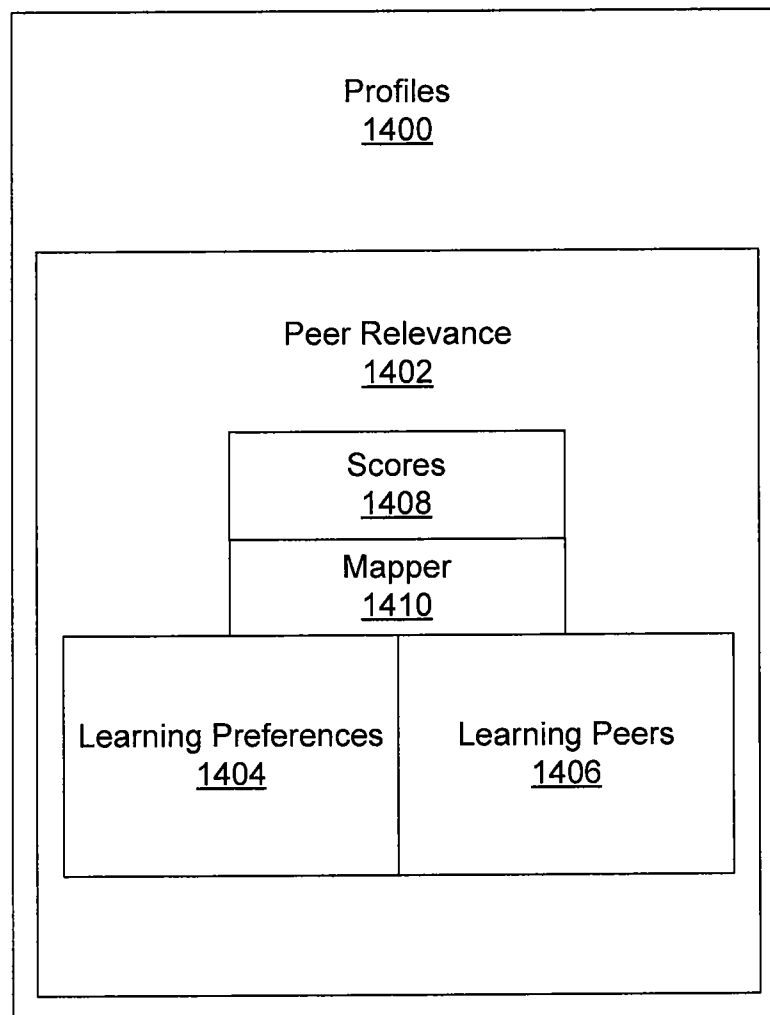 Profiles
1400
Peer Relevance
1402
Scores
1408
Mapper
1410
Learning Preferences
1404
Learning Peers
1406